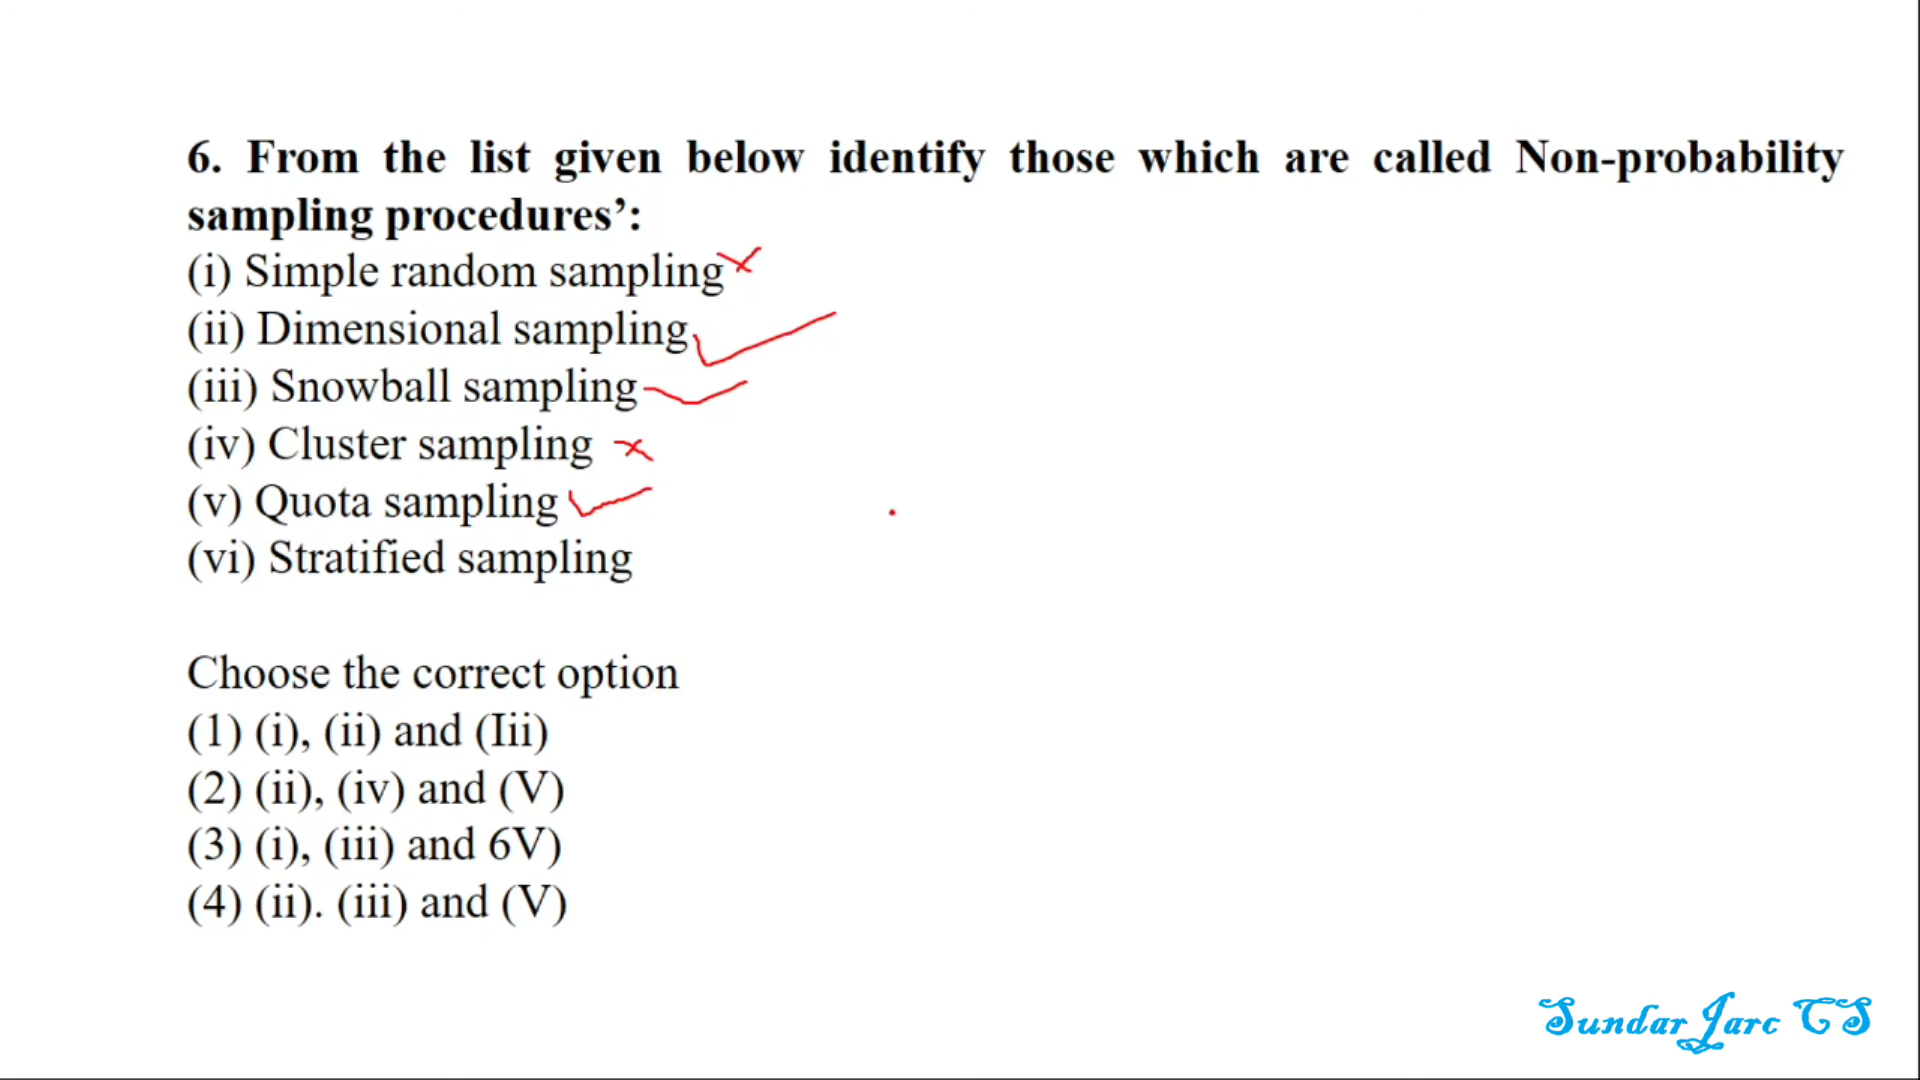 6. From the list given below identify those which are called Non-probability
sampling procedures’:
(i) Simple random sampling
(ii) Dimensional sampling
(iii) Snowball sampling
(iv) Cluster sampling
(v) Quota sampling
(vi) Stratified sampling
Choose the correct option
(1) (i), (ii) and (Iii)
(2) (ii), (iv) and (V)
(3) (i), (iii) and 6V)
(4) (ii). (iii) and (V)
Sundar Jarc CS